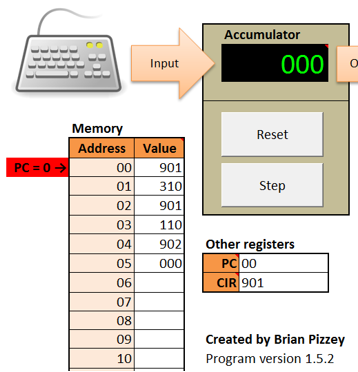 Accumulator
000
Input
O
Reset
Step
Memory
Address Value
PC = 0 → 00 901
01 310
02 901
03 110
04 902
05 000
06
07
08
09
10
Other registers
PC 00
CIR 901
Created by Brian Pizzey
Program version 1.5.2